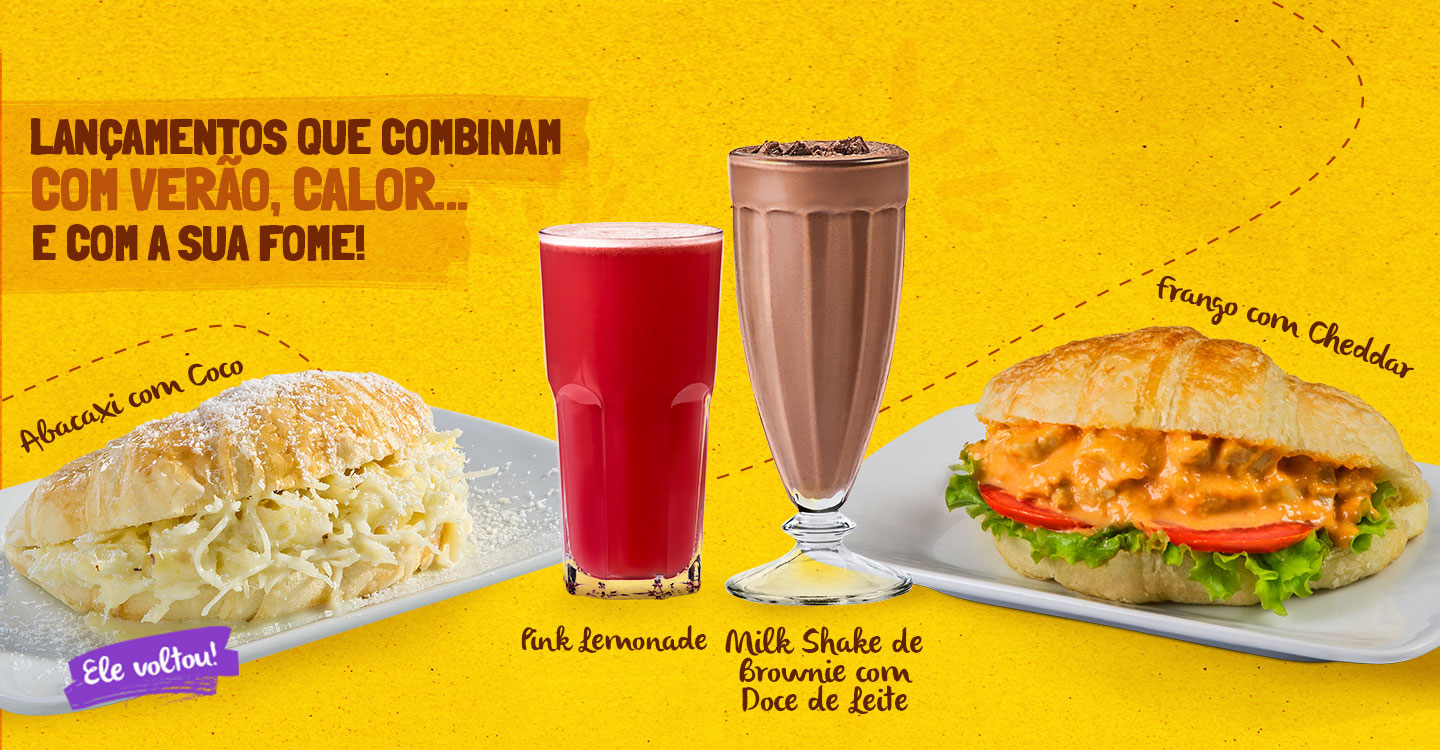 LANÇAMENTOS QUE COMBINAM
COM VERÃO, CALOR...
E COM A SUA FOME!
Abacaxi com Coco
Ele voltou!
Pink Lemonade
Milk Shake de
Brownie com
Doce de Leite
Frango com Cheddar